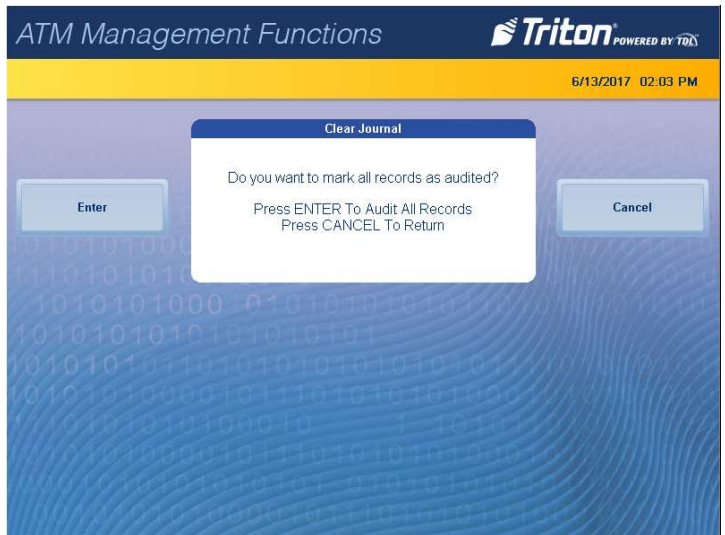 ATM Management Functions
Triton POWERED BY TDL
6/13/2017 02:03 PM
Clear Journal
Do you want to mark all records as audited?
Press ENTER To Audit All Records
Press CANCEL To Return
Enter
Cancel